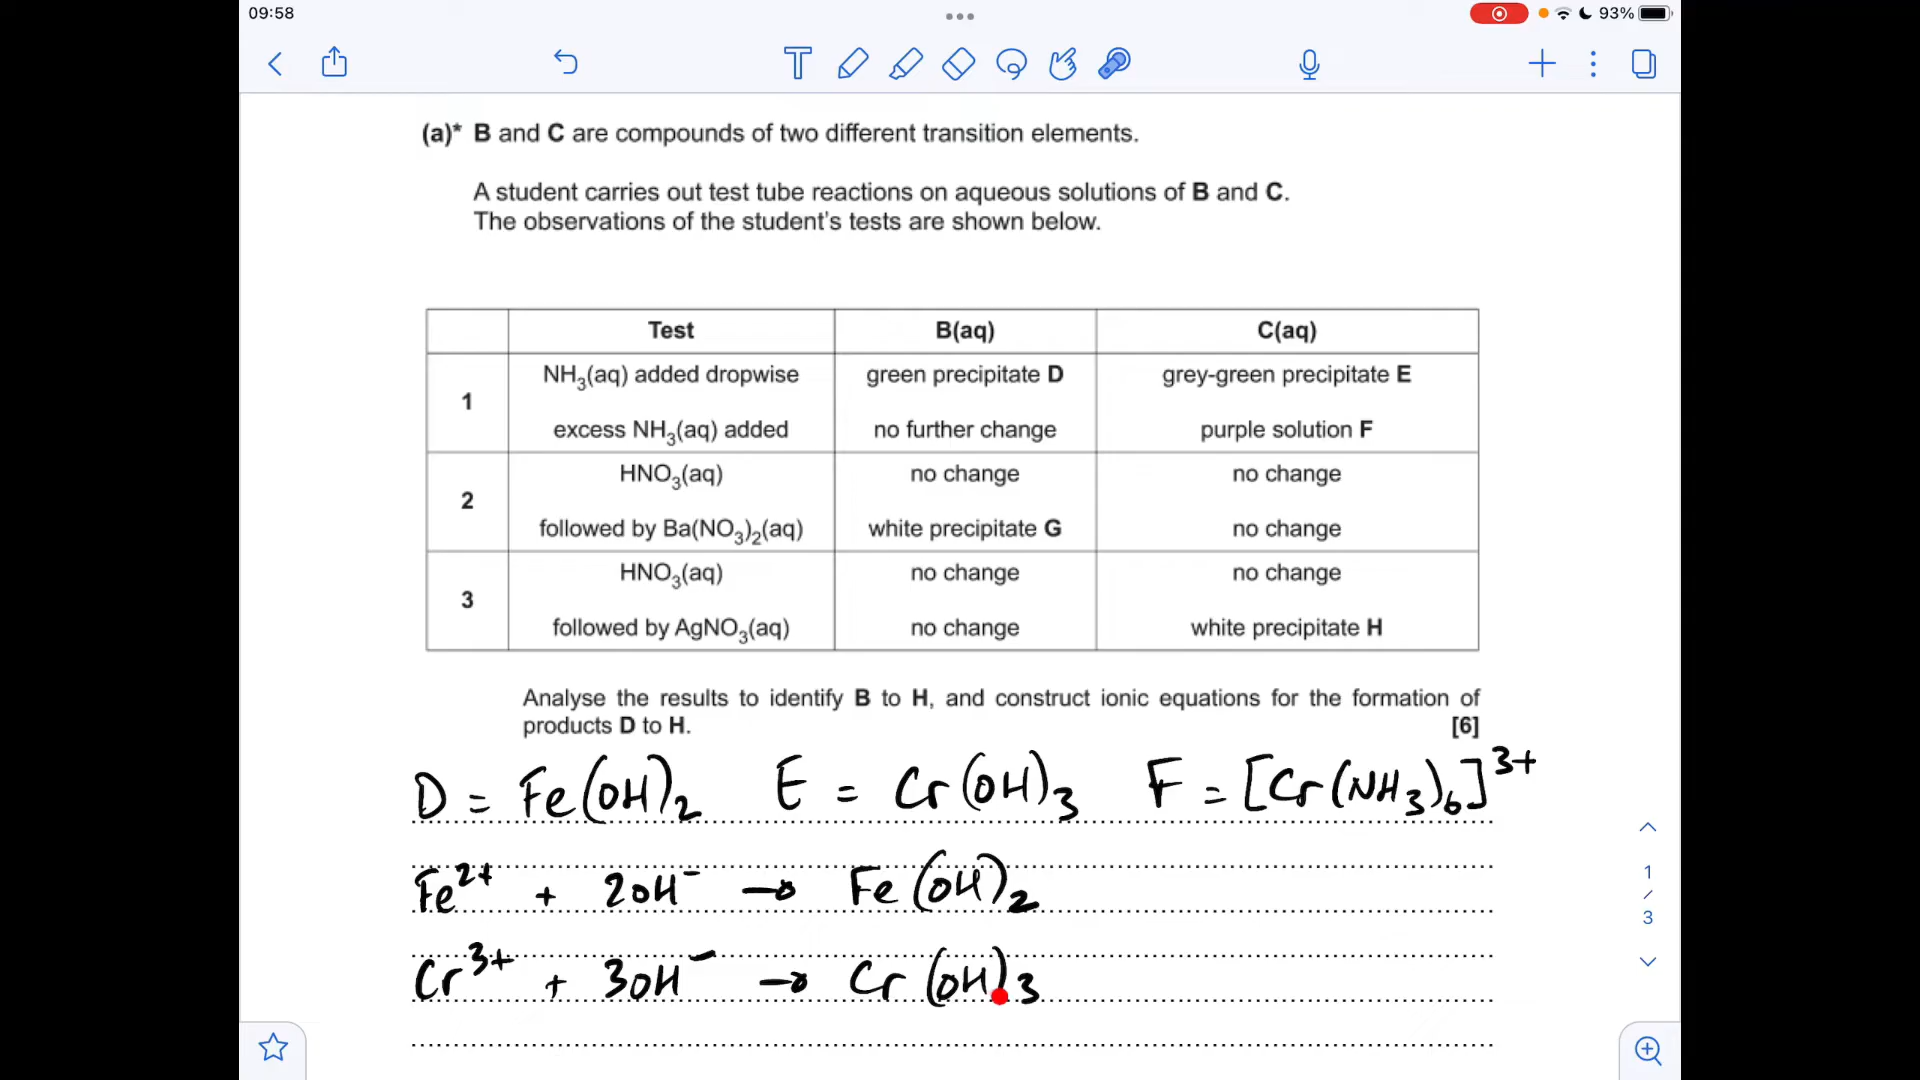 09:58
93%
(a)* B and C are compounds of two different transition elements.
A student carries out test tube reactions on aqueous solutions of B and C.
The observations of the student's tests are shown below.
Test B(aq) C(aq)
1
NH₃(aq) added dropwise green precipitate D grey-green precipitate E
excess NH₃(aq) added no further change purple solution F
2
HNO₃(aq) no change no change
followed by Ba(NO₃)₂(aq) white precipitate G no change
3
HNO₃(aq) no change no change
followed by AgNO₃(aq) no change white precipitate H
Analyse the results to identify B to H, and construct ionic equations for the formation of
products D to H. [6]
D = Fe(OH)₂ E = Cr(OH)₃ F = [Cr(NH₃)₆]³⁺
Fe²⁺ + 2OH⁻ → Fe(OH)₂
Cr³⁺ + 3OH⁻ → Cr(OH)₃
1
/
3